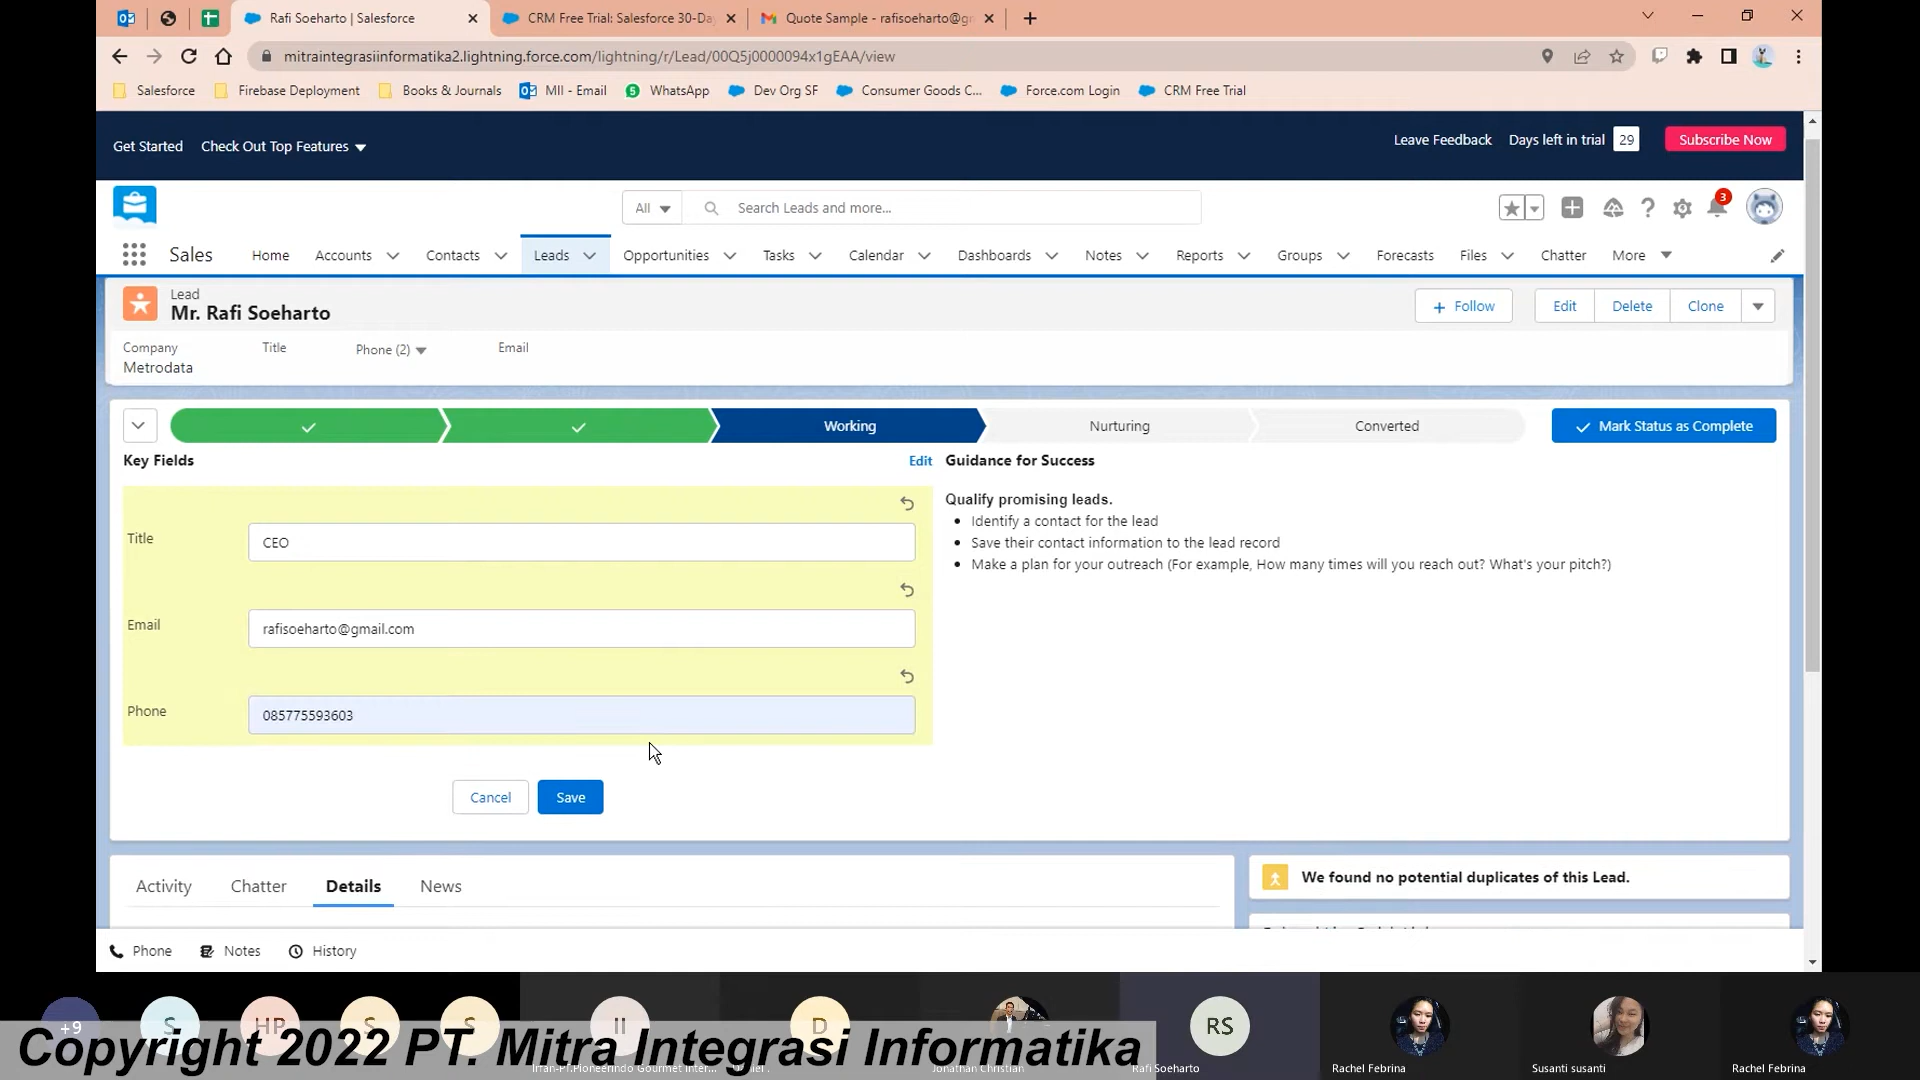 Rafi Soeharto | Salesforce
CRM Free Trial: Salesforce 30-Da
Quote Sample - rafisoeharto@gm
mitraintegrasiinformatika2.lightning.force.com/lightning/r/Lead/00Q5j0000094x1gEAA/view
Salesforce
Firebase Deployment
Books & Journals
MII - Email
WhatsApp
Dev Org SF
Consumer Goods C...
Force.com Login
CRM Free Trial
Get Started
Check Out Top Features
Leave Feedback
Days left in trial
29
Subscribe Now
All
Search Leads and more...
3
Sales
Home
Accounts
Contacts
Leads
Opportunities
Tasks
Calendar
Dashboards
Notes
Reports
Groups
Forecasts
Files
Chatter
More
Lead
Mr. Rafi Soeharto
Follow
Edit
Delete
Clone
Company
Title
Phone (2)
Email
Metrodata
Working
Nurturing
Converted
Mark Status as Complete
Key Fields
Edit
Guidance for Success
Title
CEO
Email
rafisoeharto@gmail.com
Phone
085775593603
Cancel
Save
Qualify promising leads.
Identify a contact for the lead
Save their contact information to the lead record
Make a plan for your outreach (For example, How many times will you reach out? What's your pitch?)
Activity
Chatter
Details
News
We found no potential duplicates of this Lead.
Phone
Notes
History
+9
S
HP
S
S
II
D
RS
Copyright 2022 PT. Mitra Integrasi Informatika
Jonathan Christian
Rafi Soeharto
Rachel Febrina
Susanti susanti
Rachel Febrina